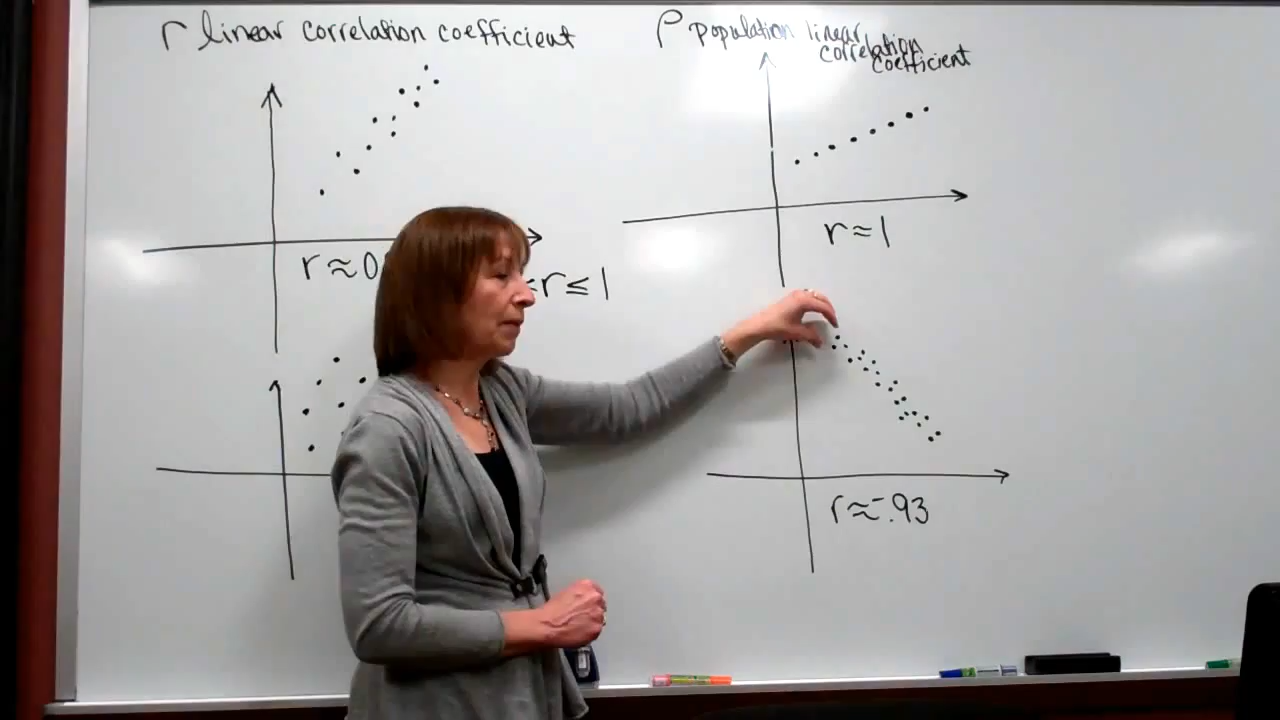 r linear correlation coefficient
ρ population linear
correlation
coefficient
r ≈ 0
r ≈ 1
r ≤ 1
r ≈ -.93